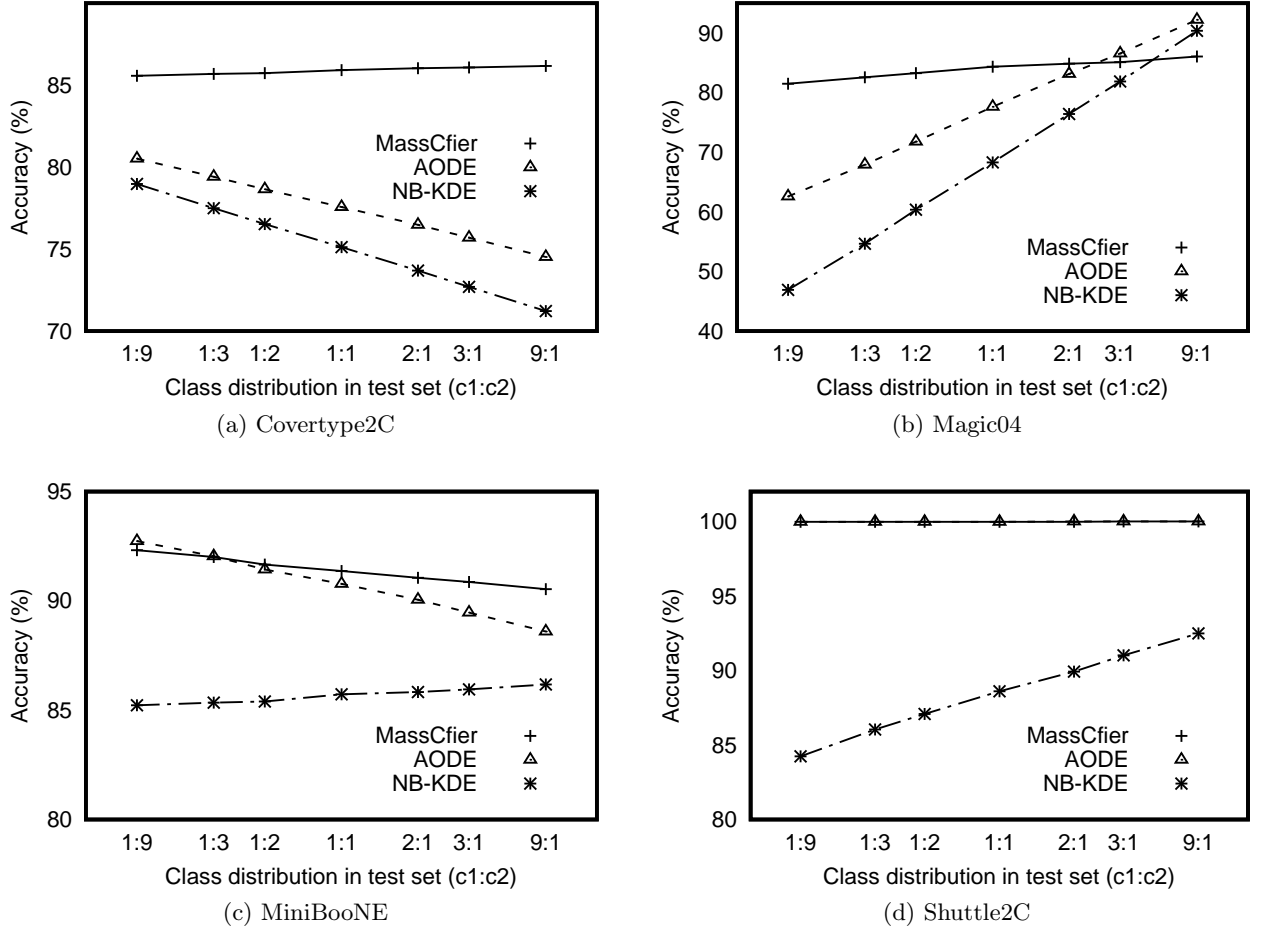 85
80
75
70
Accuracy (%)
MassCfier
AODE
NB-KDE
1:9 1:3 1:2 1:1 2:1 3:1 9:1
Class distribution in test set (c1:c2)
(a) Covertype2C
90
80
70
60
50
40
Accuracy (%)
MassCfier
AODE
NB-KDE
1:9 1:3 1:2 1:1 2:1 3:1 9:1
Class distribution in test set (c1:c2)
(b) Magic04
95
90
85
80
Accuracy (%)
MassCfier
AODE
NB-KDE
1:9 1:3 1:2 1:1 2:1 3:1 9:1
Class distribution in test set (c1:c2)
(c) MiniBooNE
100
95
90
85
80
Accuracy (%)
MassCfier
AODE
NB-KDE
1:9 1:3 1:2 1:1 2:1 3:1 9:1
Class distribution in test set (c1:c2)
(d) Shuttle2C